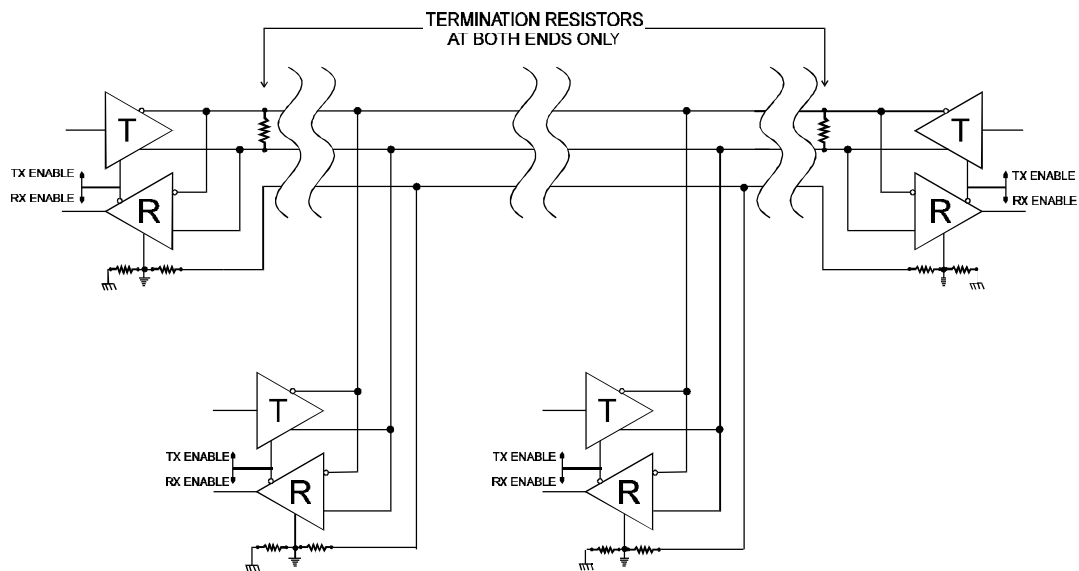 TERMINATION RESISTORS
AT BOTH ENDS ONLY
T
T
TX ENABLE
RX ENABLE
TX ENABLE
RX ENABLE
R
R
T
T
TX ENABLE
RX ENABLE
TX ENABLE
RX ENABLE
R
R